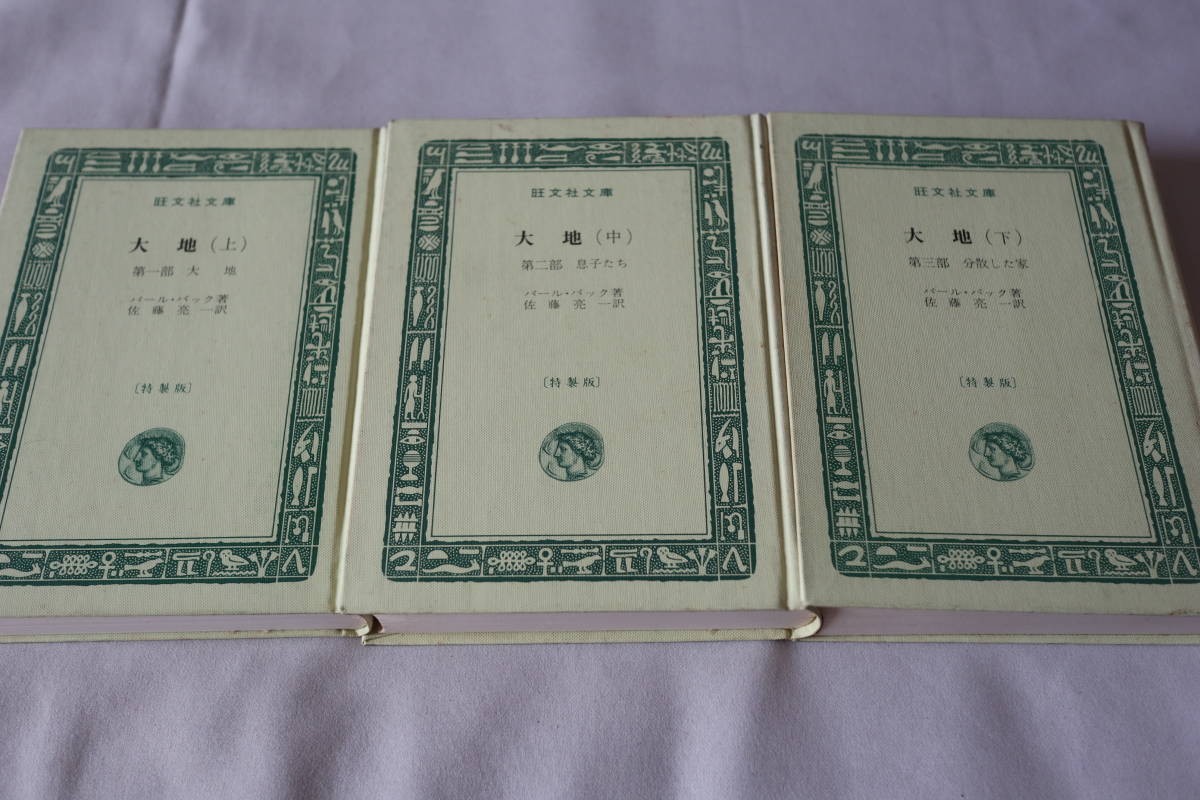 旺文社文庫
大地(上)
第一部 大地
パール・バック著
佐藤亮一訳
〔特製版〕
旺文社文庫
大地(中)
第二部 息子たち
パール・バック著
佐藤亮一訳
〔特製版〕
旺文社文庫
大地(下)
第三部 分散した家
パール・バック著
佐藤亮一訳
〔特製版〕